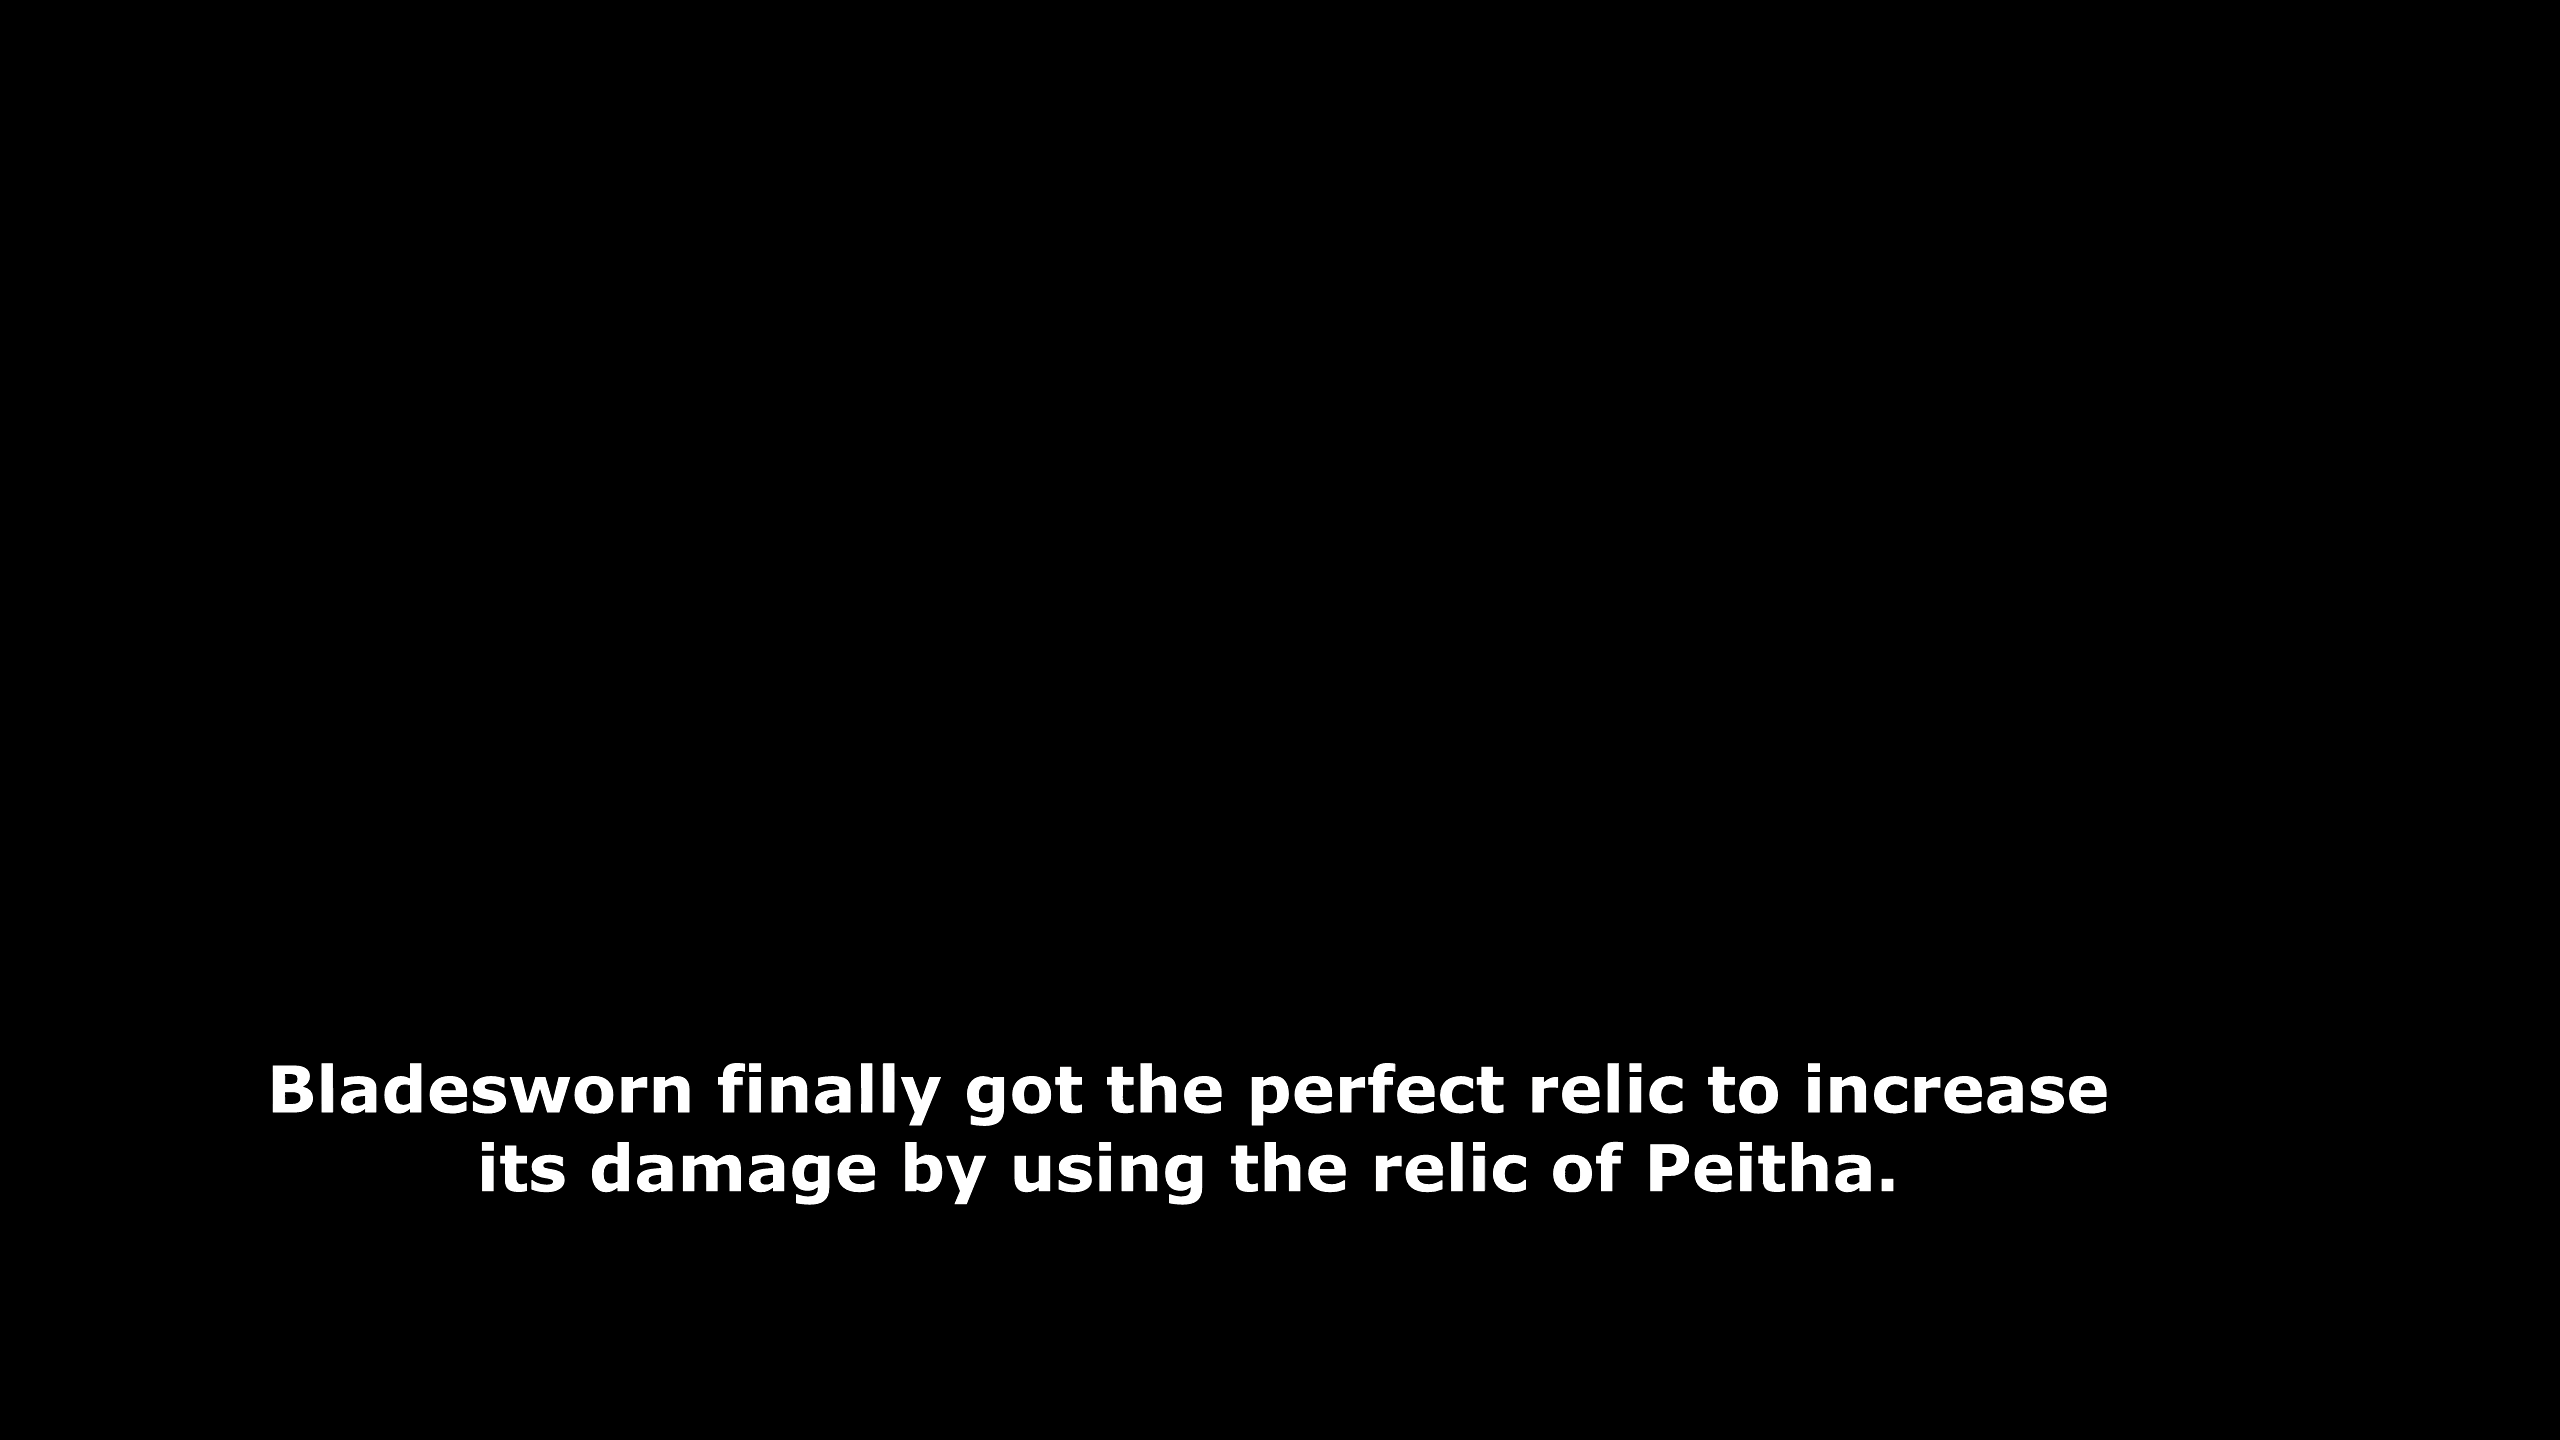 Bladesworn finally got the perfect relic to increase
its damage by using the relic of Peitha.